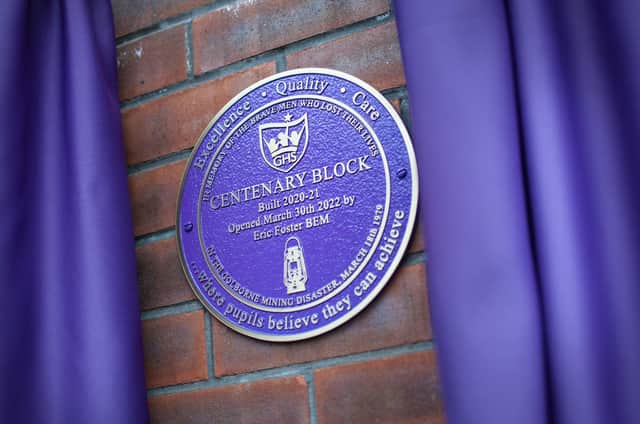 Excellence • Quality • Care
IN MEMORY OF THE BRAVE MEN WHO LOST THEIR LIVES
GHS
CENTENARY BLOCK
Built 2020-21
Opened March 30th 2022 by
Eric Foster BEM
IN THE GOLBORNE MINING DISASTER, MARCH 18th 1979
...where pupils believe they can achieve